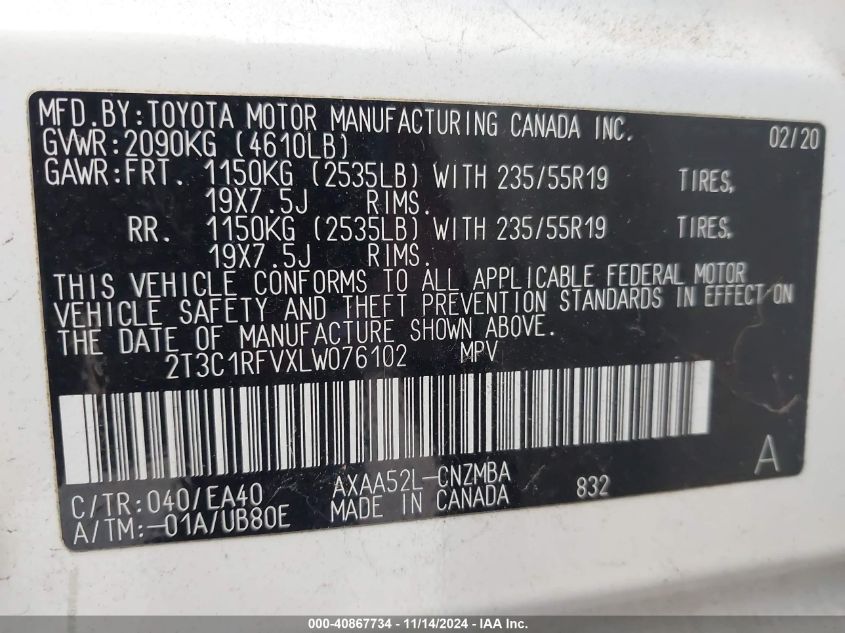 MFD.BY:TOYOTA MOTOR MANUFACTURING CANADA INC. 02/20
GVWR:2090KG (4610LB)
GAWR:FRT. 1150KG (2535LB) WITH 235/55R19 TIRES,
19X7.5J RIMS.
RR. 1150KG (2535LB) WITH 235/55R19 TIRES,
19X7.5J RIMS.
THIS VEHICLE CONFORMS TO ALL APPLICABLE FEDERAL MOTOR
VEHICLE SAFETY AND THEFT PREVENTION STANDARDS IN EFFECT ON
THE DATE OF MANUFACTURE SHOWN ABOVE.
2T3C1RFVXLW076102 MPV
A
C/TR:040/EA40 AXAA52L-CNZMBA 832
A/TM:-01A/UB80E MADE IN CANADA
000-40867734 - 11/14/2024 - IAA Inc.